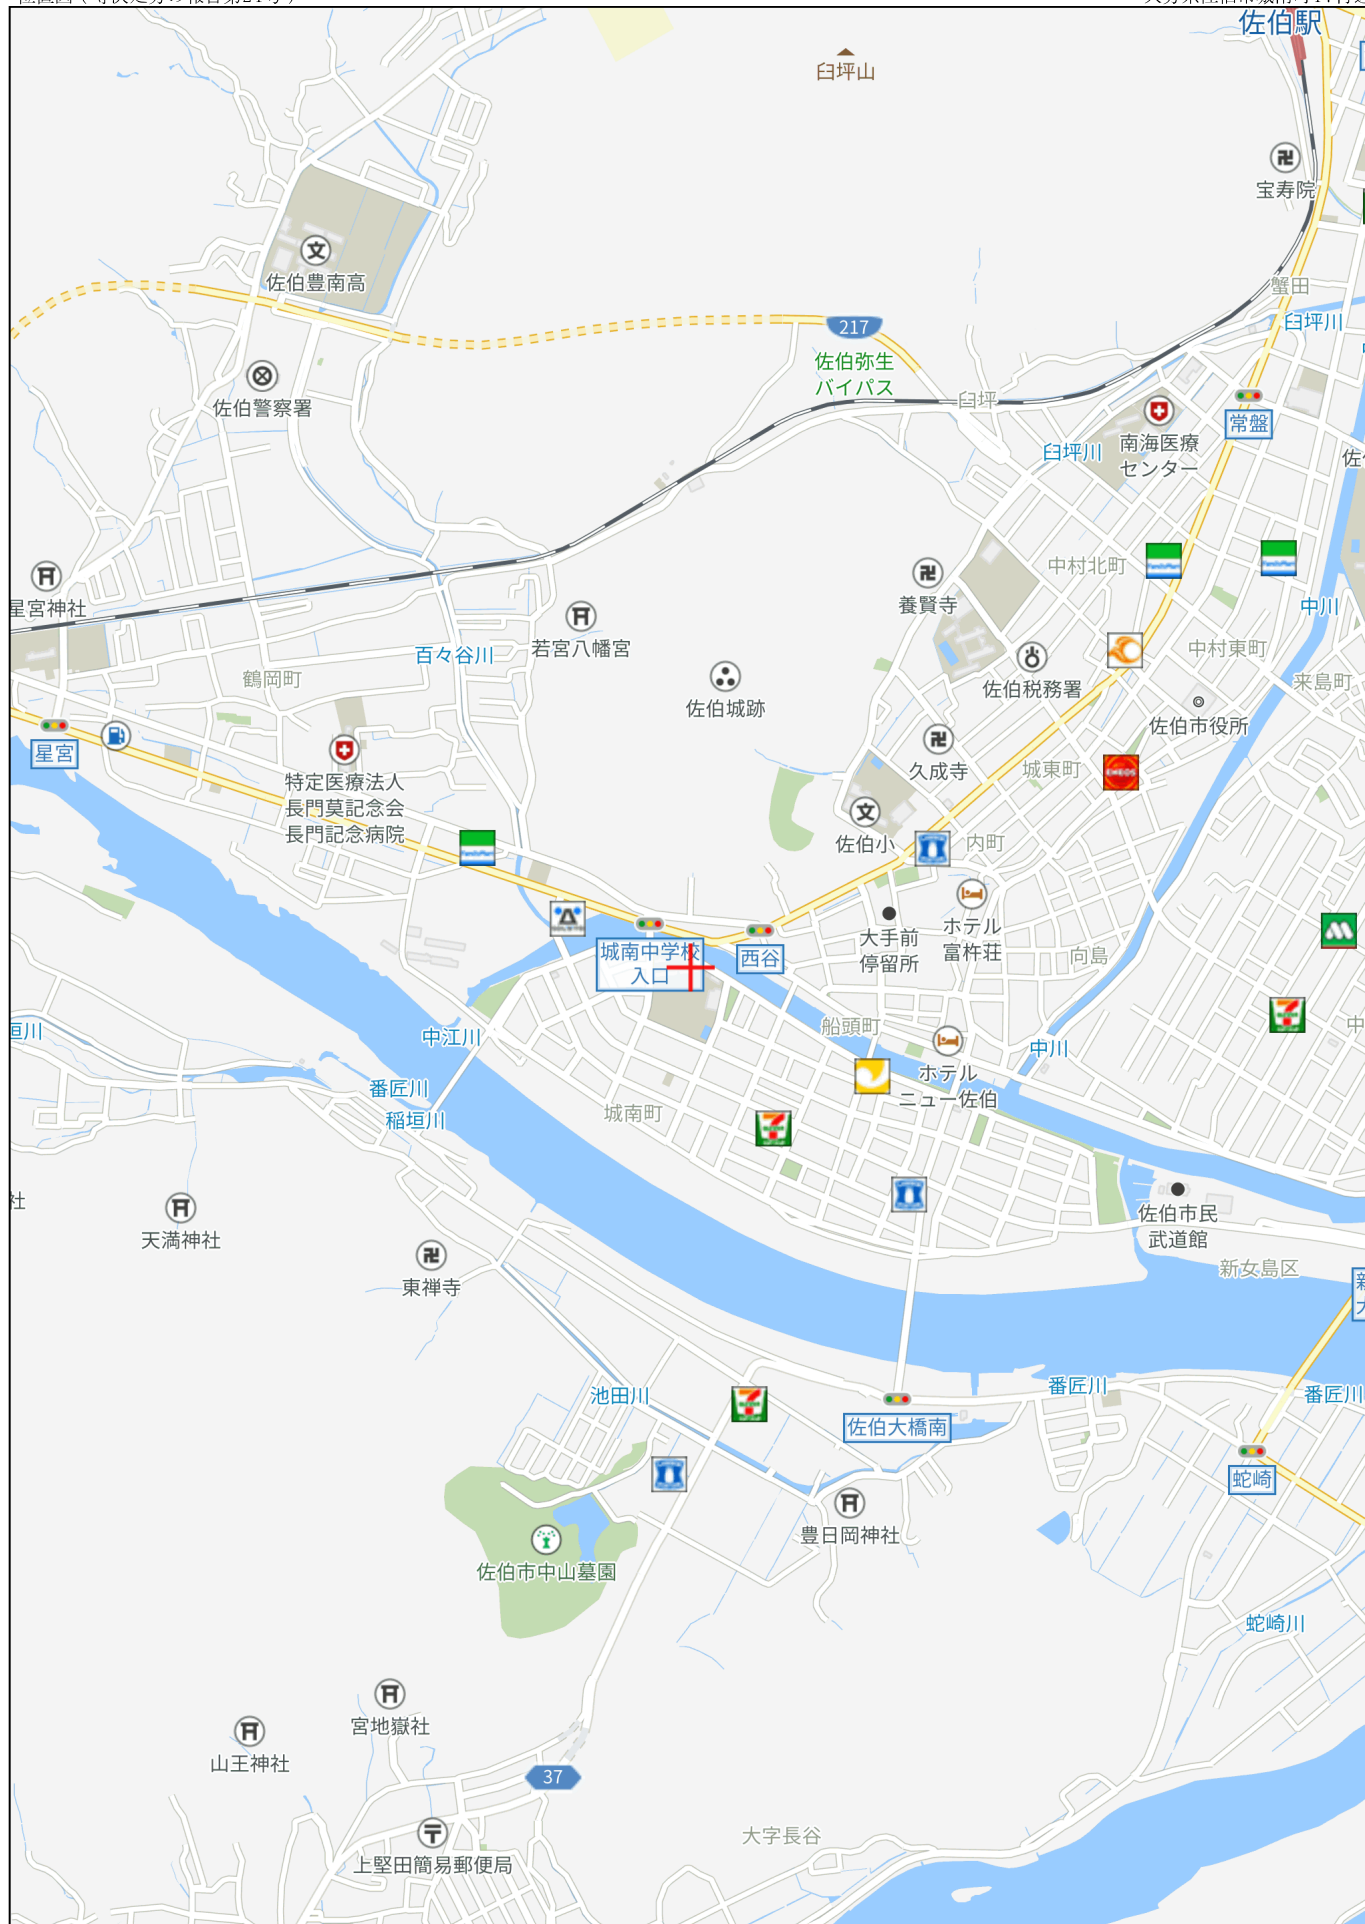 佐伯駅
臼坪山
宝寿院
佐伯豊南高
蟹田
臼坪川
217
佐伯弥生
バイパス
佐伯警察署
臼坪
常盤
南海医療
センター
臼坪川
中村北町
養賢寺
星宮神社
中川
若宮八幡宮
百々谷川
中村東町
佐伯税務署
鶴岡町
来島町
佐伯城跡
佐伯市役所
星宮
久成寺
城東町
特定医療法人
長門莫記念会
長門記念病院
佐伯小
内町
大手前
停留所
ホテル
富杵荘
城南中学校
入口
西谷
向島
船頭町
垣川
中江川
中川
ホテル
ニュー佐伯
番匠川
稲垣川
城南町
天満神社
佐伯市民
武道館
東禅寺
新女島区
池田川
番匠川
番匠川
佐伯大橋南
蛇崎
豊日岡神社
佐伯市中山墓園
蛇崎川
宮地嶽社
山王神社
37
大字長谷
上堅田簡易郵便局